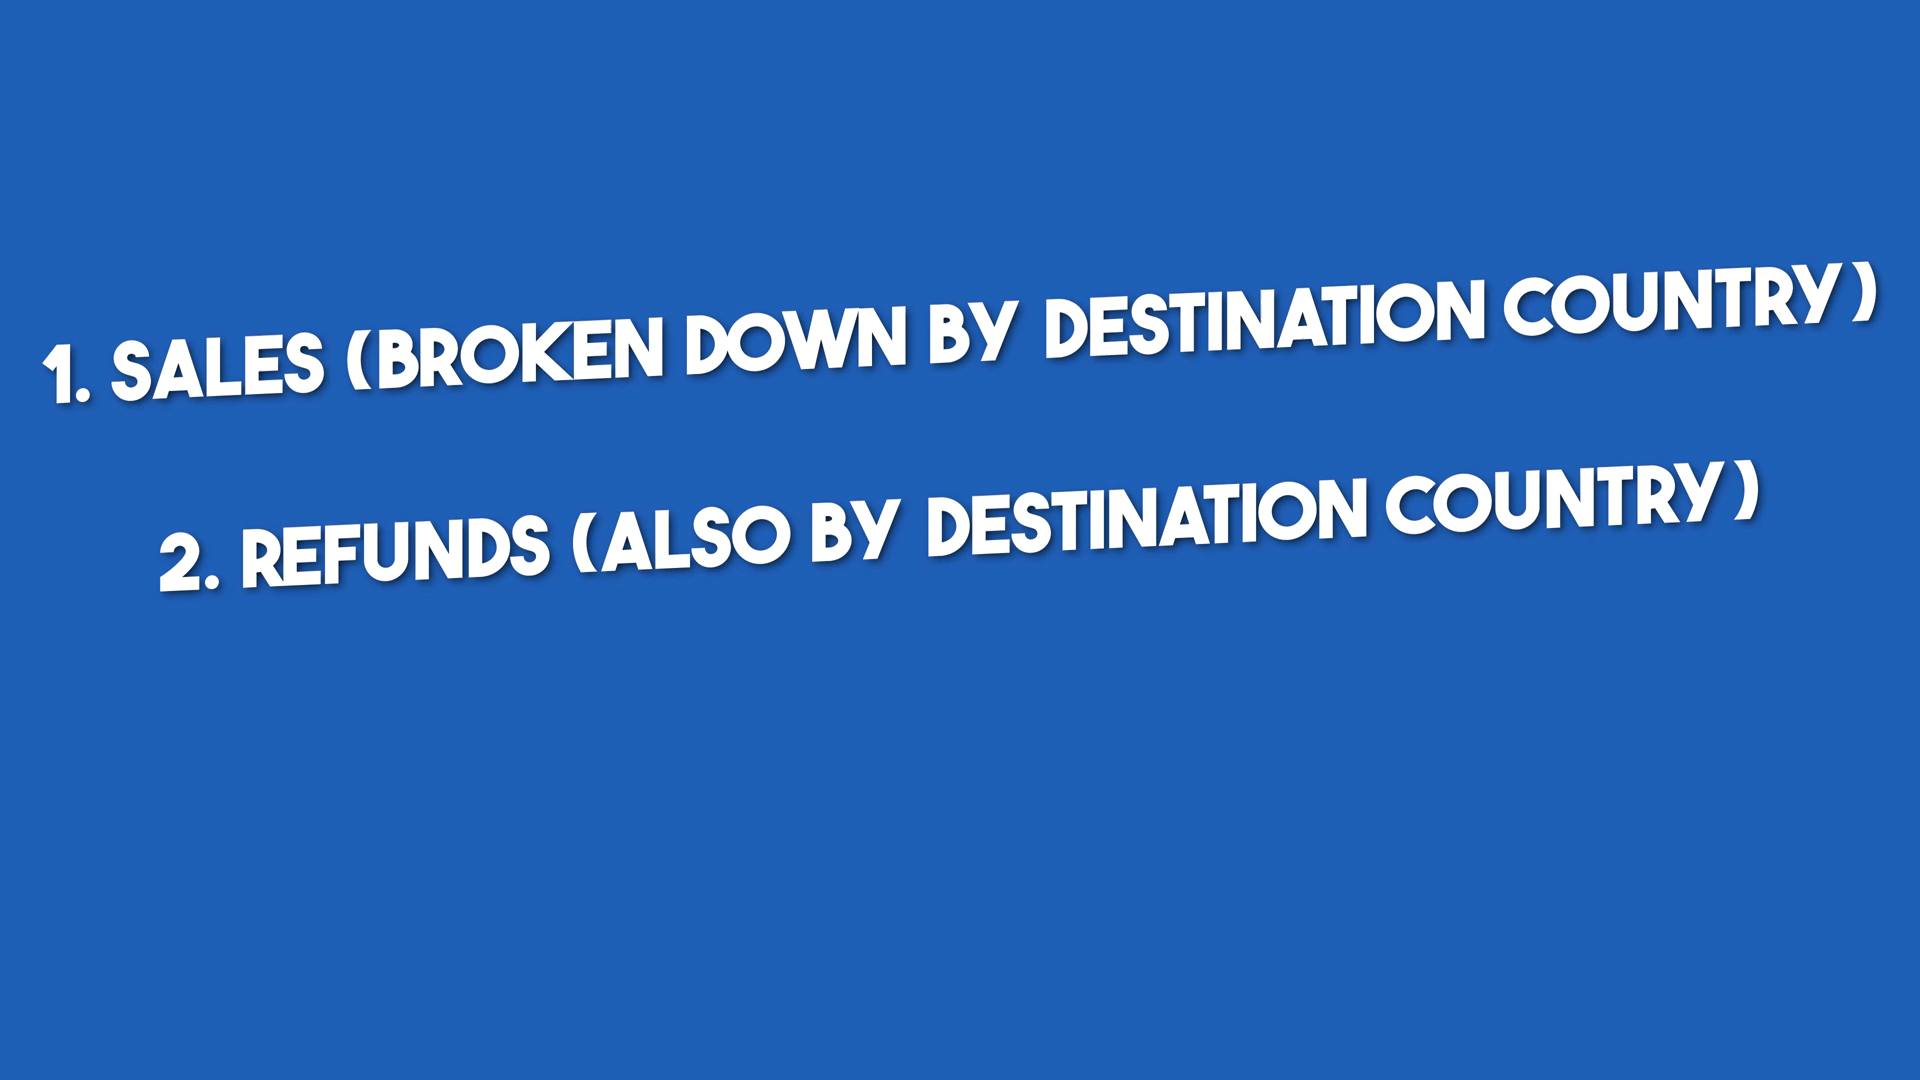 1. SALES (BROKEN DOWN BY DESTINATION COUNTRY)
2. REFUNDS (ALSO BY DESTINATION COUNTRY)